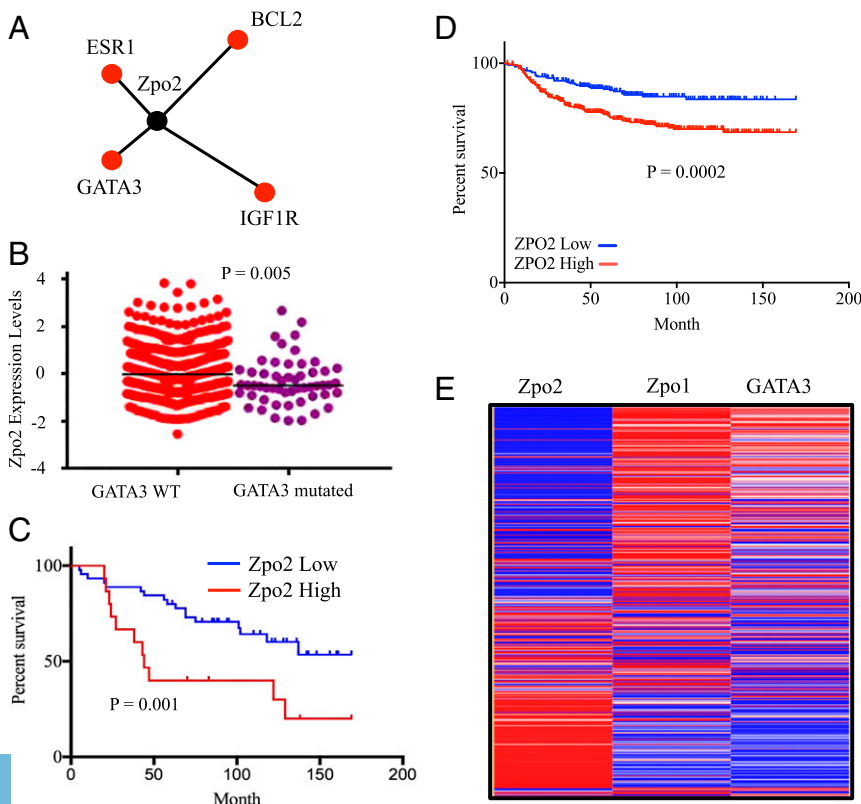 A
BCL2
ESR1
Zpo2
GATA3
IGF1R
B
P = 0.005
Zpo2 Expression Levels
4
2
0
-2
-4
GATA3 WT
GATA3 mutated
C
Zpo2 Low
Zpo2 High
Percent survival
100
50
0
P = 0.001
0
50
100
150
200
Month
D
Percent survival
100
50
0
P = 0.0002
ZPO2 Low
ZPO2 High
0
50
100
150
200
Month
E
Zpo2
Zpo1
GATA3